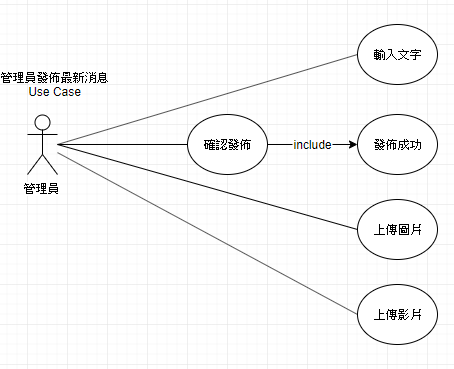 輸入文字
管理員發佈最新消息
Use Case
確認發佈
include
發佈成功
管理員
上傳圖片
上傳影片